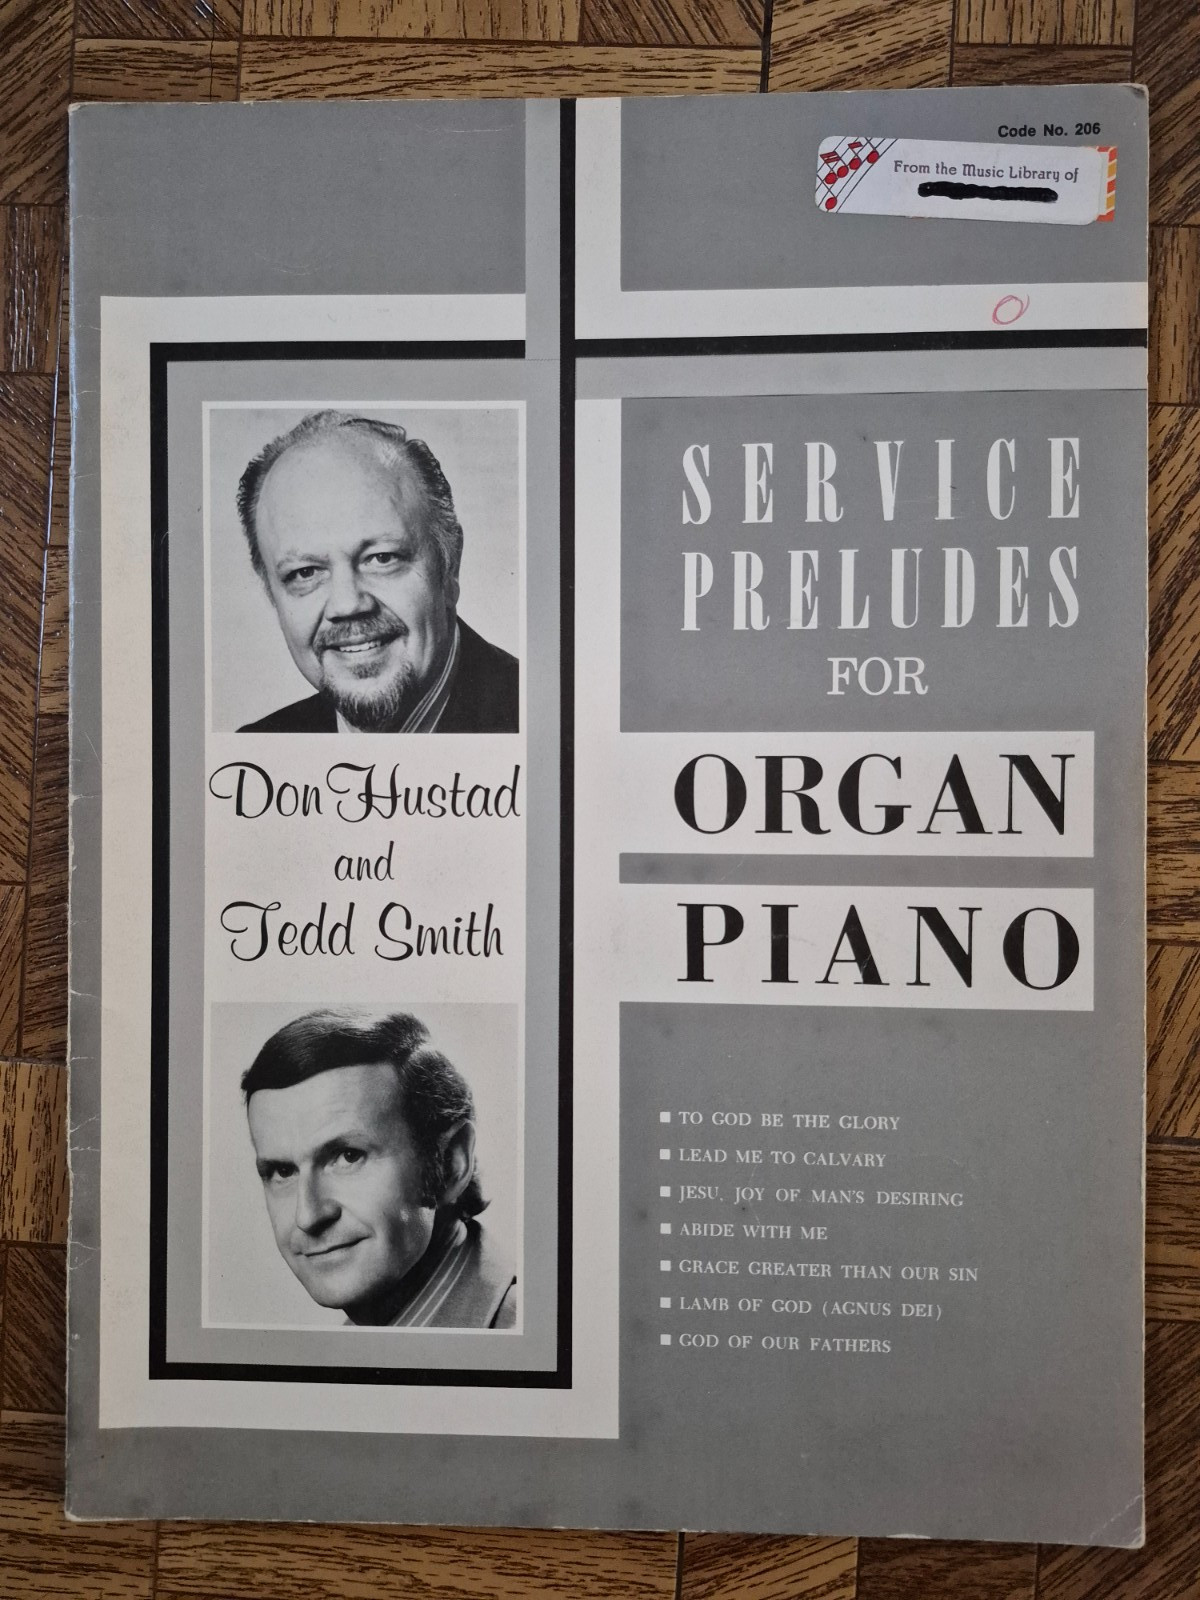 Code No. 206
From the Music Library of
SERVICE
PRELUDES
FOR
ORGAN
PIANO
Don Hustad
and
Tedd Smith
■ TO GOD BE THE GLORY
■ LEAD ME TO CALVARY
■ JESU, JOY OF MAN'S DESIRING
■ ABIDE WITH ME
■ GRACE GREATER THAN OUR SIN
■ LAMB OF GOD (AGNUS DEI)
■ GOD OF OUR FATHERS